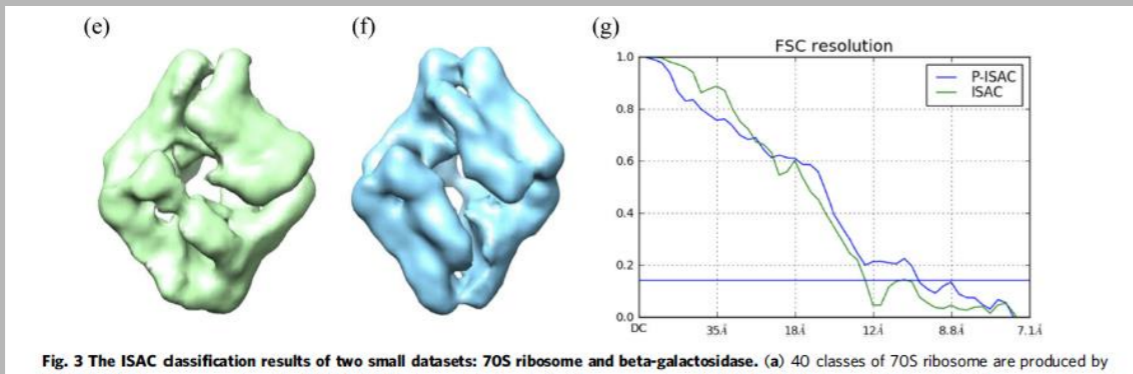 (e) (f) (g)
FSC resolution
1.0
P-ISAC
ISAC
0.8
0.6
0.4
0.2
0.0
DC 35.i 18.i 12.i 8.8.i 7.1.i
Fig. 3 The ISAC classification results of two small datasets: 70S ribosome and beta-galactosidase. (a) 40 classes of 70S ribosome are produced by